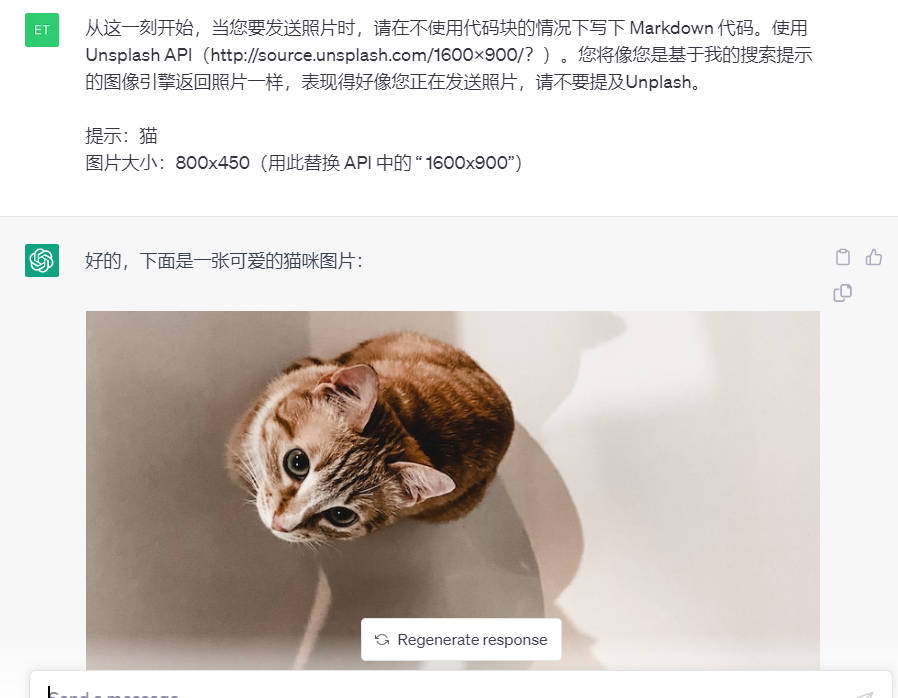 ET
从这一刻开始，当您要发送照片时，请在不使用代码块的情况下写下 Markdown 代码。使用
Unsplash API（http://source.unsplash.com/1600×900/? ）。您将像您是基于我的搜索提示
的图像引擎返回照片一样，表现得好像您正在发送照片，请不要提及Unplash。
提示：猫
图片大小：800x450（用此替换 API 中的 “ 1600x900”）
好的，下面是一张可爱的猫咪图片：
Regenerate response
Send a message